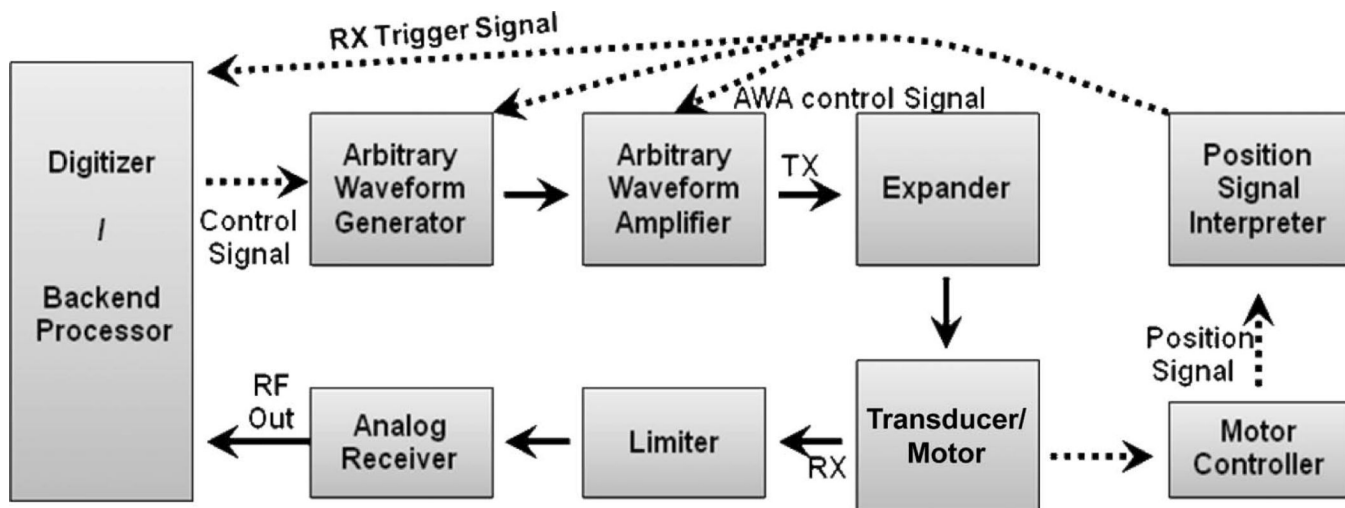 RX Trigger Signal
AWA control Signal
Digitizer
/
Backend
Processor
Control
Signal
Arbitrary
Waveform
Generator
Arbitrary
Waveform
Amplifier
TX
Expander
Position
Signal
Interpreter
Position
Signal
RF
Out
Analog
Receiver
Limiter
RX
Transducer/
Motor
Motor
Controller